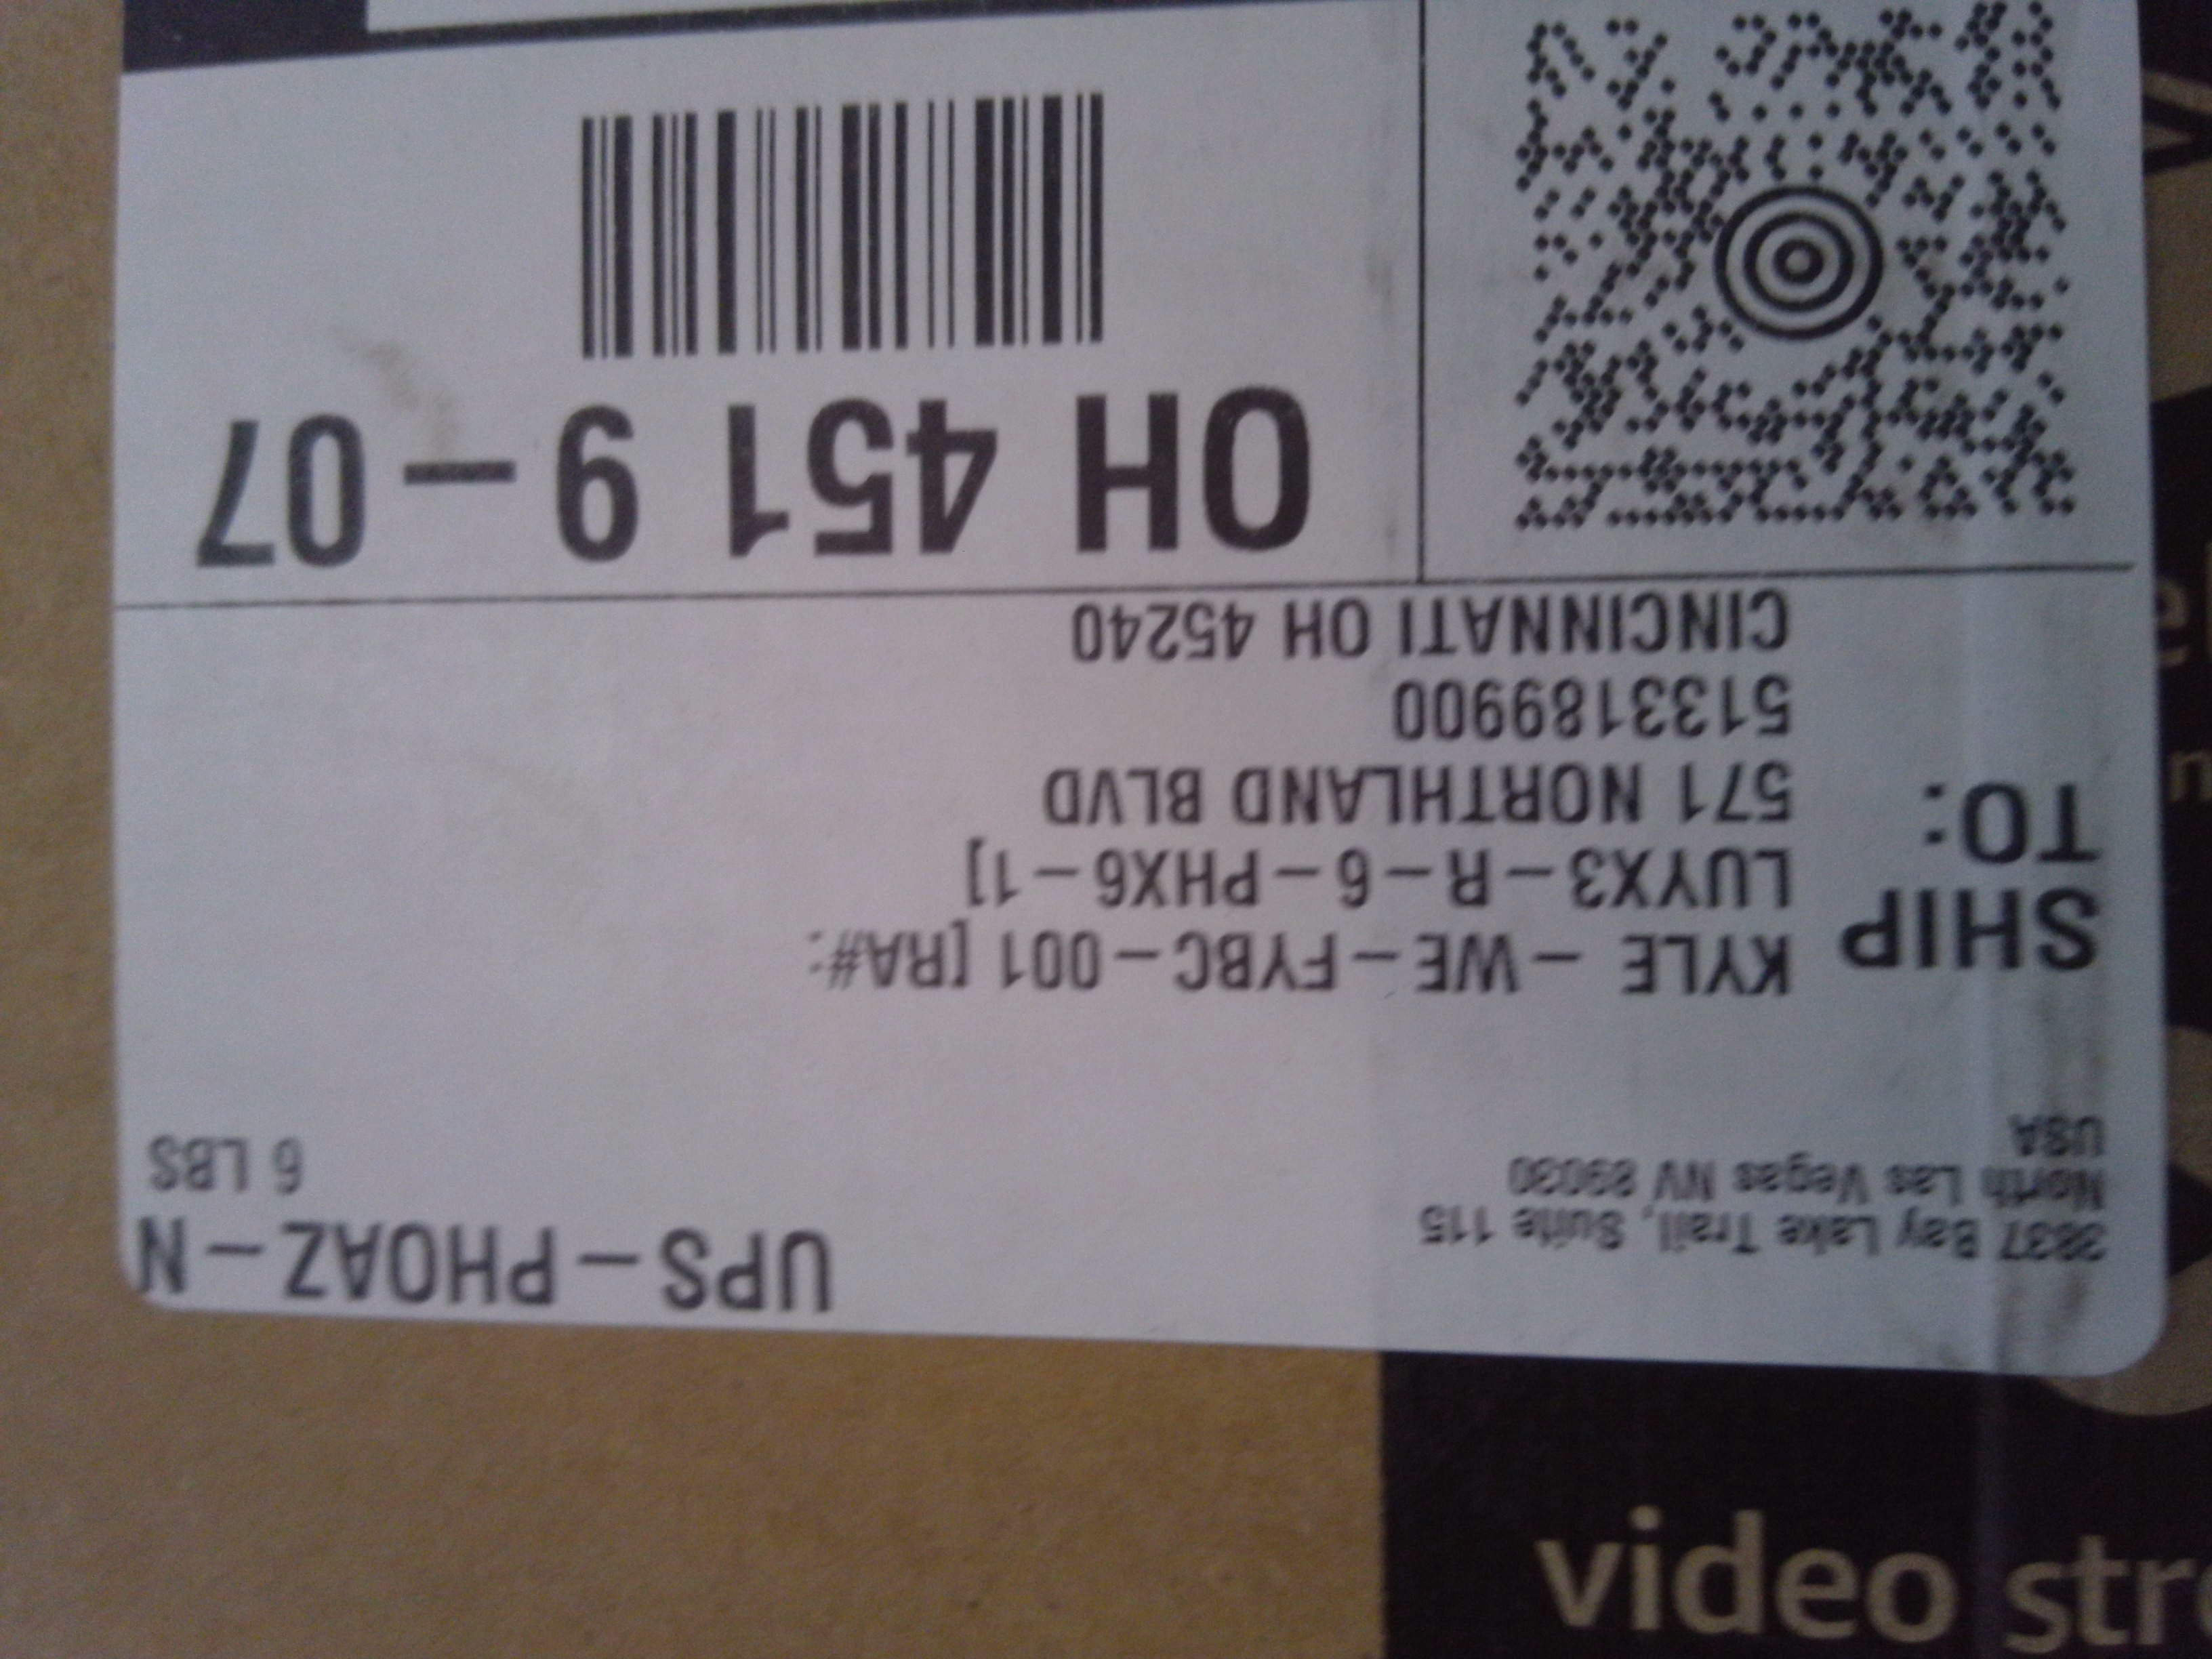 3837 Bay Lake Trail, Suite 115
North Las Vegas NV 89030
USA
UPS-PHOAZ-N
6 LBS
SHIP
TO:
KYLE - WE-FYBC-001 [RA#:
LUYX3-R-6-PHX6-1]
571 NORTHLAND BLVD
5133189900
CINCINNATI OH 45240
OH 451 9-07
video